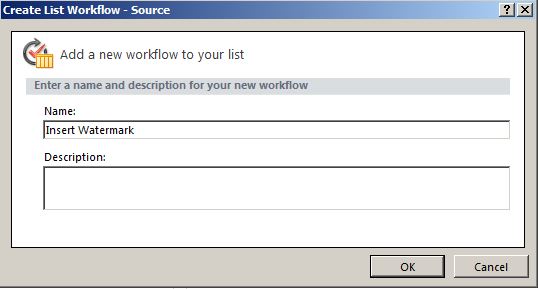 Create List Workflow - Source
Add a new workflow to your list
Enter a name and description for your new workflow
Name:
Insert Watermark
Description:
OK
Cancel